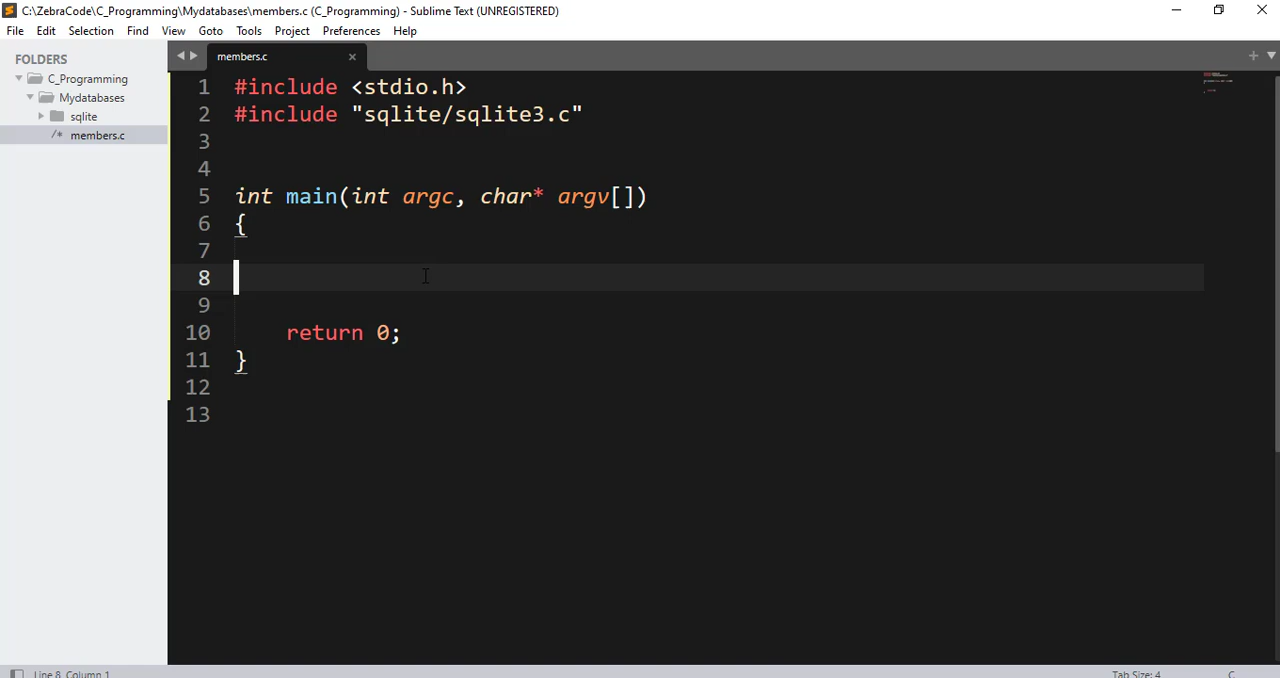 C:\ZebraCode\C_Programming\Mydatabases\members.c (C_Programming) - Sublime Text (UNREGISTERED)
File Edit Selection Find View Goto Tools Project Preferences Help
FOLDERS
C_Programming
Mydatabases
sqlite
/* members.c
members.c
1 #include <stdio.h>
2 #include "sqlite/sqlite3.c"
3
4
5 int main(int argc, char* argv[])
6 {
7
8
9
10 return 0;
11 }
12
13
Line 8, Column 1
Tab Size: 4
C